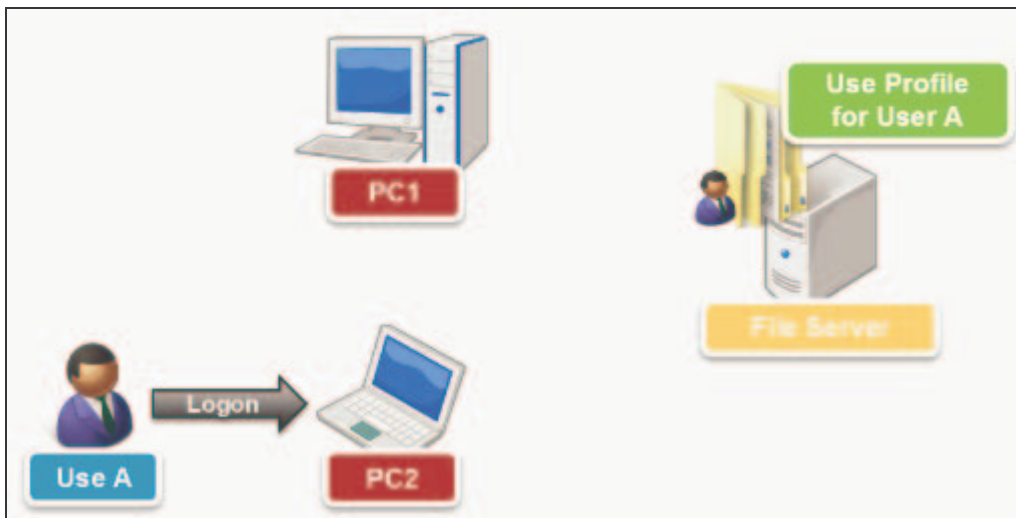 Use Profile
for User A
PC1
File Server
Logon
Use A
PC2